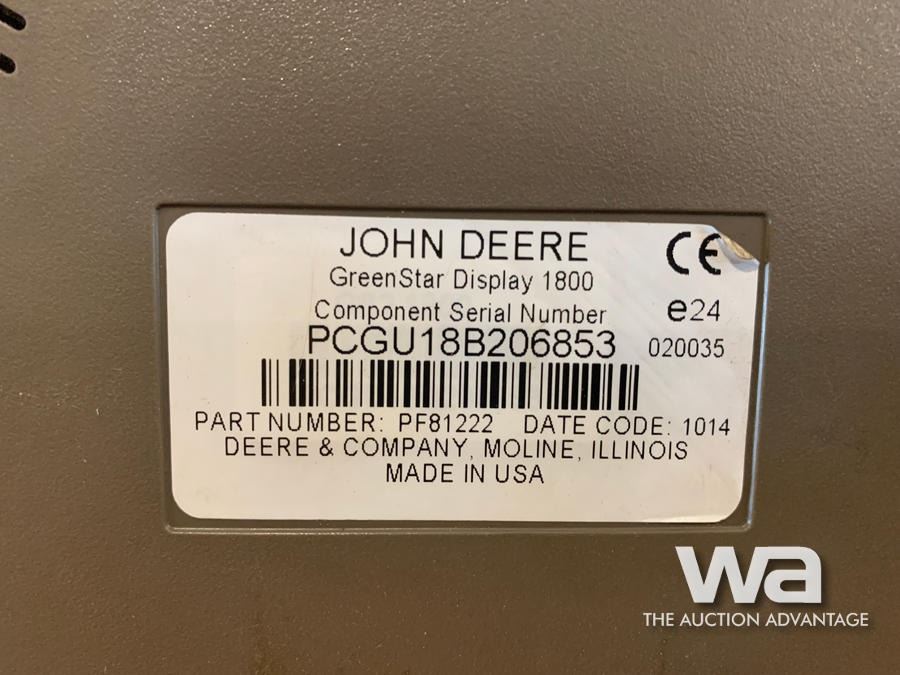 JOHN DEERE
GreenStar Display 1800
Component Serial Number
PCGU18B206853
CE
e24
020035
PART NUMBER: PF81222 DATE CODE: 1014
DEERE & COMPANY, MOLINE, ILLINOIS
MADE IN USA
wa
THE AUCTION ADVANTAGE